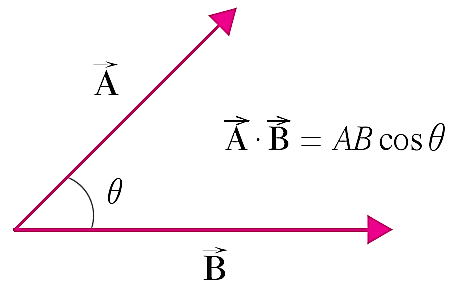 A⃗
A⃗ · B⃗ = AB cos θ
θ
B⃗